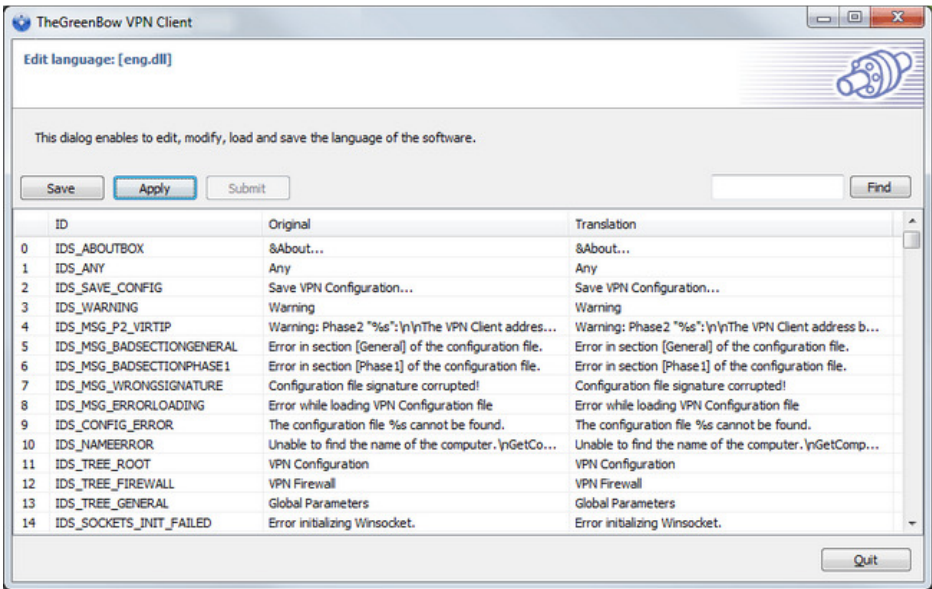 TheGreenBow VPN Client
Edit language: [eng.dll]
This dialog enables to edit, modify, load and save the language of the software.
Save Apply Submit Find
ID Original Translation
0 IDS_ABOUTBOX &About... &About...
1 IDS_ANY Any Any
2 IDS_SAVE_CONFIG Save VPN Configuration... Save VPN Configuration...
3 IDS_WARNING Warning Warning
4 IDS_MSG_P2_VIRTIP Warning: Phase2 "%s":\n\nThe VPN Client addres... Warning: Phase2 "%s":\n\nThe VPN Client address b...
5 IDS_MSG_BADSECTIONGENERAL Error in section [General] of the configuration file. Error in section [General] of the configuration file.
6 IDS_MSG_BADSECTIONPHASE1 Error in section [Phase1] of the configuration file. Error in section [Phase1] of the configuration file.
7 IDS_MSG_WRONGSIGNATURE Configuration file signature corrupted! Configuration file signature corrupted!
8 IDS_MSG_ERRORLOADING Error while loading VPN Configuration file Error while loading VPN Configuration file
9 IDS_CONFIG_ERROR The configuration file %s cannot be found. The configuration file %s cannot be found.
10 IDS_NAMEERROR Unable to find the name of the computer.\nGetCo... Unable to find the name of the computer.\nGetComp...
11 IDS_TREE_ROOT VPN Configuration VPN Configuration
12 IDS_TREE_FIREWALL VPN Firewall VPN Firewall
13 IDS_TREE_GENERAL Global Parameters Global Parameters
14 IDS_SOCKETS_INIT_FAILED Error initializing Winsocket. Error initializing Winsocket.
Quit